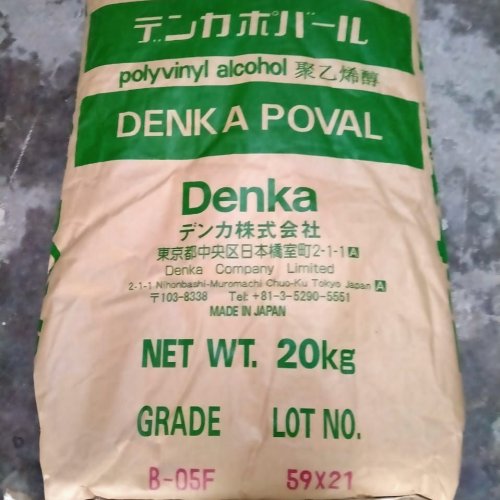 デンカポバール
polyvinyl alcohol 聚乙烯醇
DENKA POVAL
Denka
デンカ株式会社
東京都中央区日本橋室町2-1-1 A
Denka Company Limited
2-1-1 Nihonbashi-Muromachi Chuo-Ku Tokyo Japan A
〒103-8338 Tel: +81-3-5290-5551
MADE IN JAPAN
NET WT. 20kg
GRADE LOT NO.
B-05F 59X21